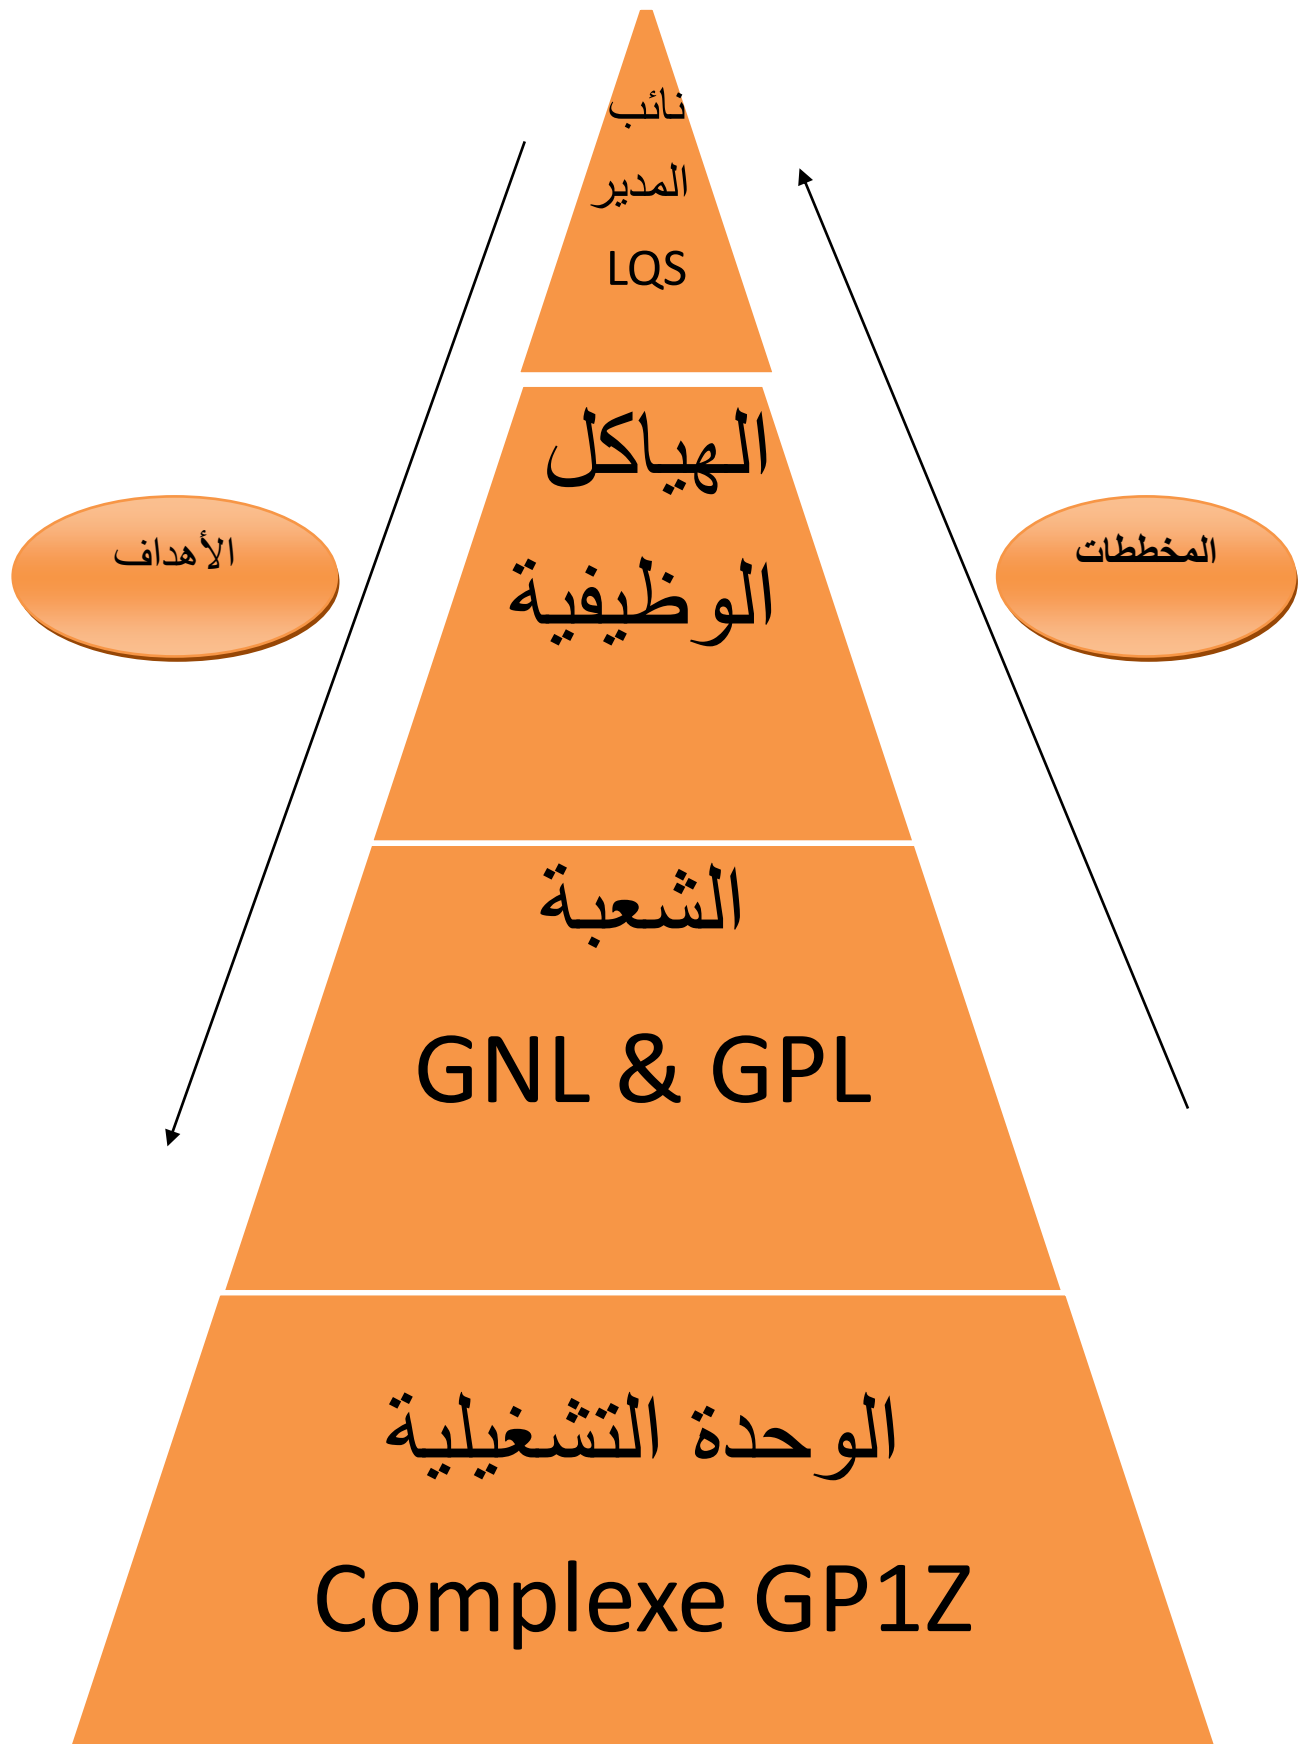 نائب
المدير
LQS
الهياكل
الوظيفية
المخططات
الأهداف
الشعبة
GNL & GPL
الوحدة التشغيلية
Complexe GP1Z